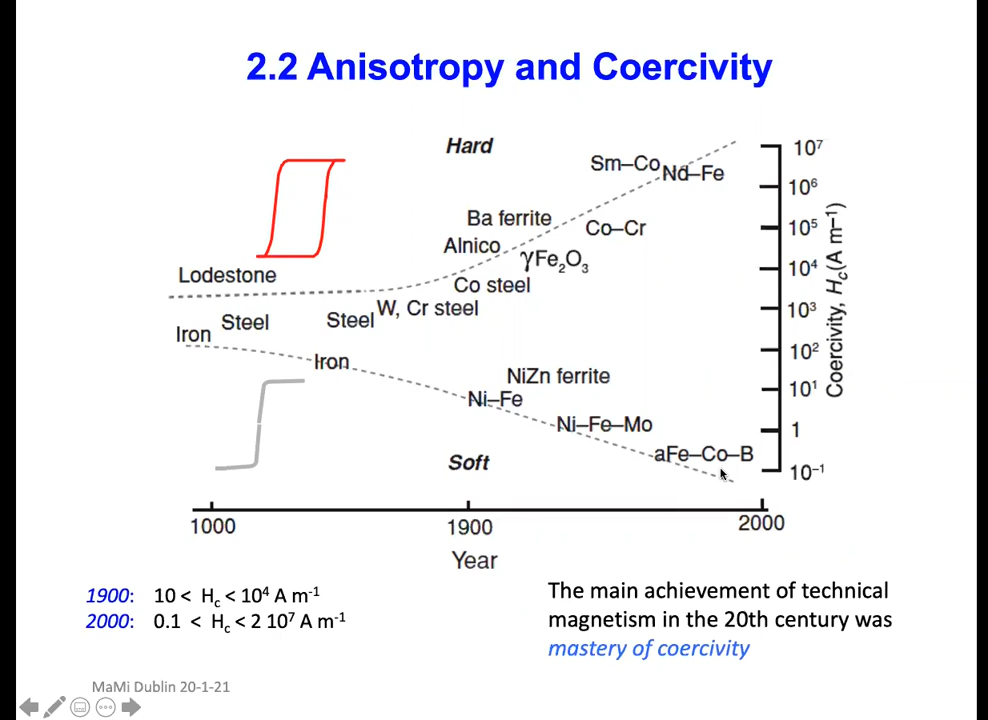 2.2 Anisotropy and Coercivity
Hard
10⁷
Sm–Co
Nd–Fe
10⁶
Ba ferrite
Co–Cr
10⁵
Alnico
γFe₂O₃
10⁴
Lodestone
Co steel
W, Cr steel
10³
Steel
Steel
Iron
Iron
10²
NiZn ferrite
10¹
Ni–Fe
Ni–Fe–Mo
1
aFe–Co–B
Soft
10⁻¹
Coercivity, H꜀(A m⁻¹)
1000
1900
2000
Year
1900: 10 < H꜀ < 10⁴ A m⁻¹
2000: 0.1 < H꜀ < 2 10⁷ A m⁻¹
The main achievement of technical
magnetism in the 20th century was
mastery of coercivity
MaMi Dublin 20-1-21